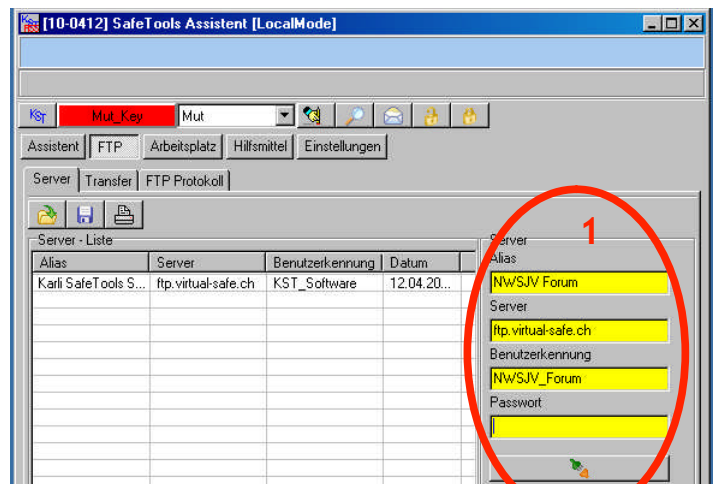 [10-0412] SafeTools Assistent [LocalMode]
KST Mut_Key Mut
Assistent FTP Arbeitsplatz Hilfsmittel Einstellungen
Server Transfer FTP Protokoll
Server - Liste
Alias Server Benutzerkennung Datum
Karli SafeTools S... ftp.virtual-safe.ch KST_Software 12.04.20...
1
Server
Alias
NWSJV Forum
Server
ftp.virtual-safe.ch
Benutzerkennung
NWSJV_Forum
Passwort